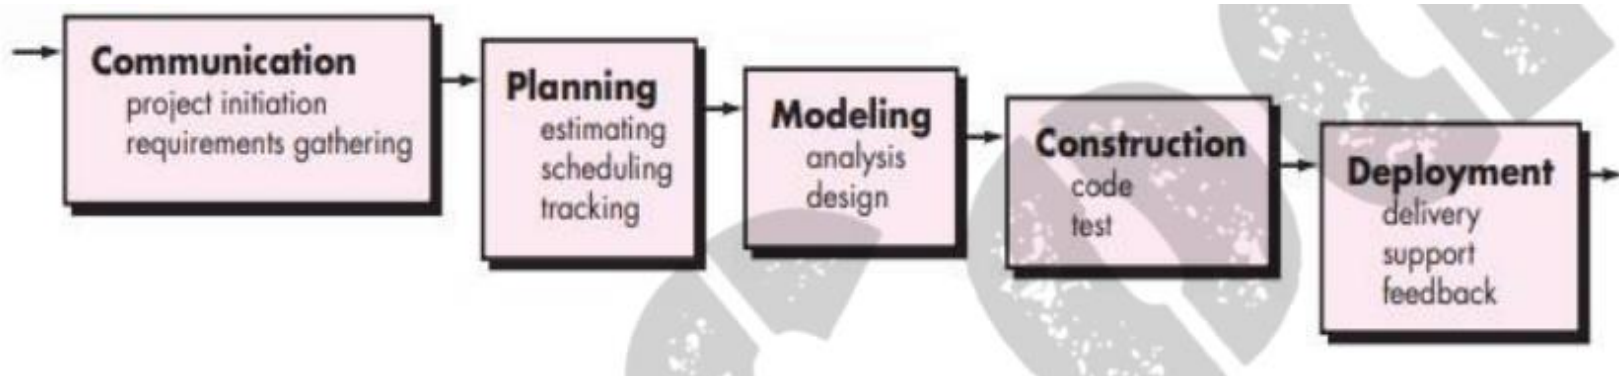 Communication
project initiation
requirements gathering
Planning
estimating
scheduling
tracking
Modeling
analysis
design
Construction
code
test
Deployment
delivery
support
feedback